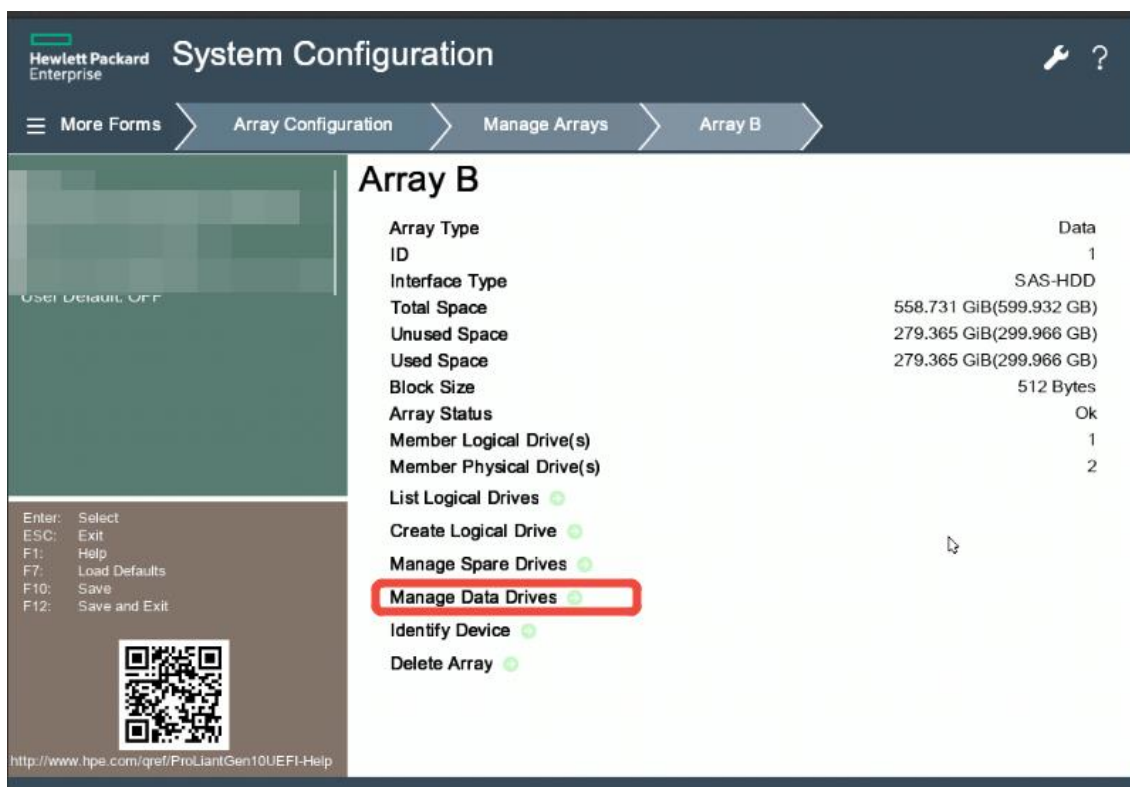 Hewlett Packard
Enterprise
System Configuration
?
More Forms
Array Configuration
Manage Arrays
Array B
Array B
Array Type Data
ID 1
Interface Type SAS-HDD
Total Space 558.731 GiB(599.932 GB)
Unused Space 279.365 GiB(299.966 GB)
Used Space 279.365 GiB(299.966 GB)
Block Size 512 Bytes
Array Status Ok
Member Logical Drive(s) 1
Member Physical Drive(s) 2
List Logical Drives
Create Logical Drive
Manage Spare Drives
Manage Data Drives
Identify Device
Delete Array
User Default: OFF
Enter: Select
ESC: Exit
F1: Help
F7: Load Defaults
F10: Save
F12: Save and Exit
http://www.hpe.com/qref/ProLiantGen10UEFI-Help